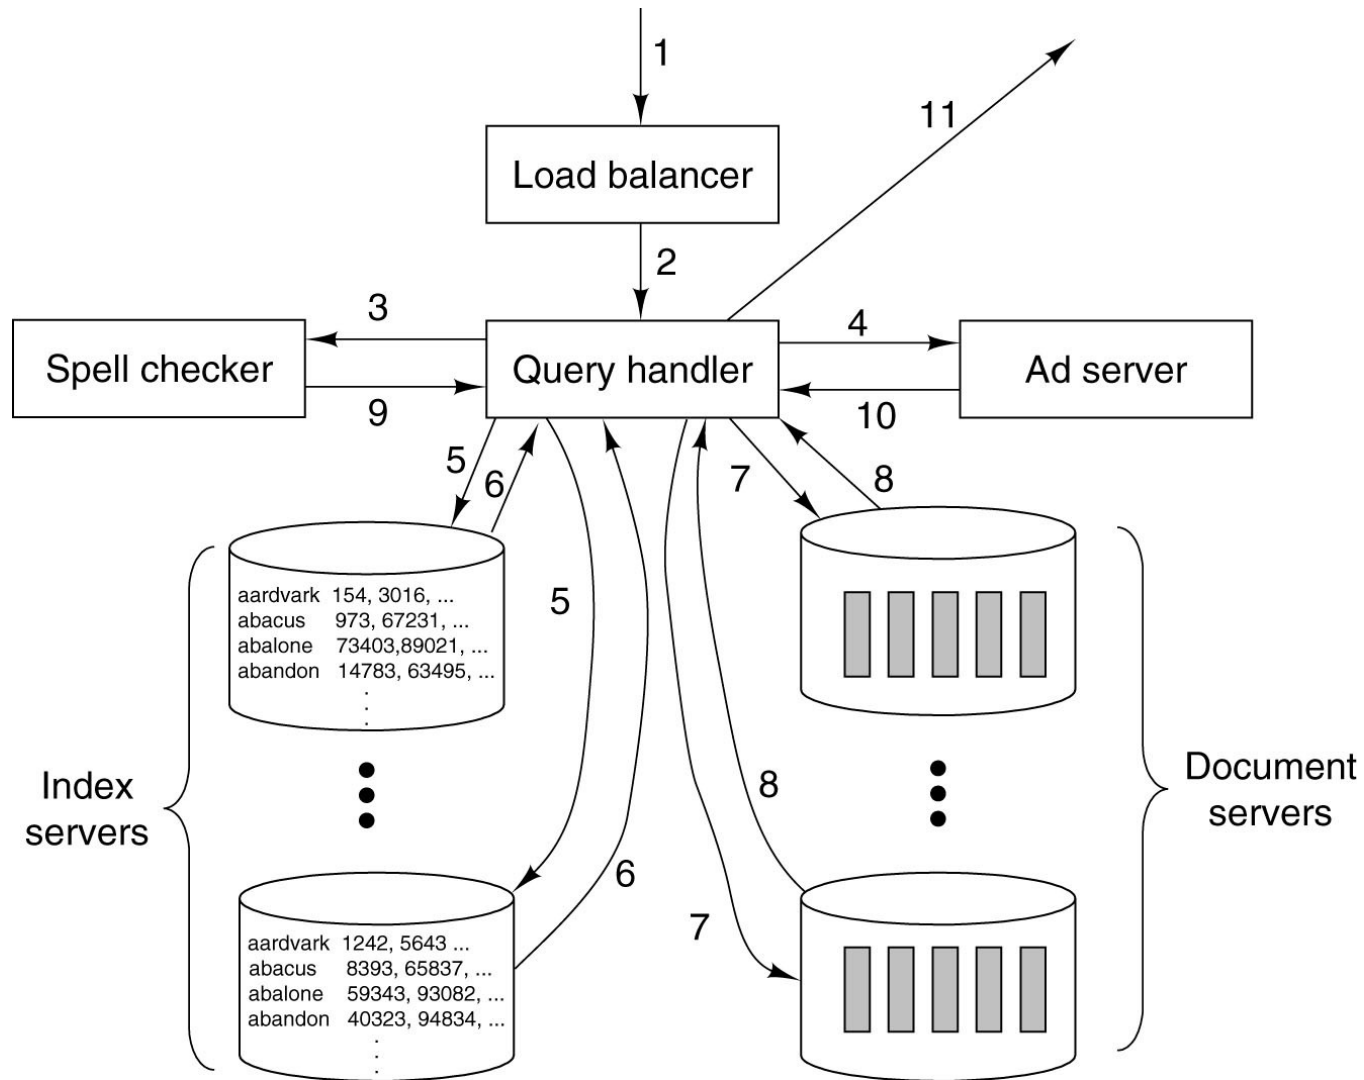 1
11
Load balancer
2
3
4
Spell checker
Query handler
Ad server
9
10
5
6
7
8
aardvark 154, 3016, ...
abacus 973, 67231, ...
abalone 73403,89021, ...
abandon 14783, 63495, ...
.
.
.
5
Index
servers
Document
servers
8
6
7
aardvark 1242, 5643 ...
abacus 8393, 65837, ...
abalone 59343, 93082, ...
abandon 40323, 94834, ...
.
.
.